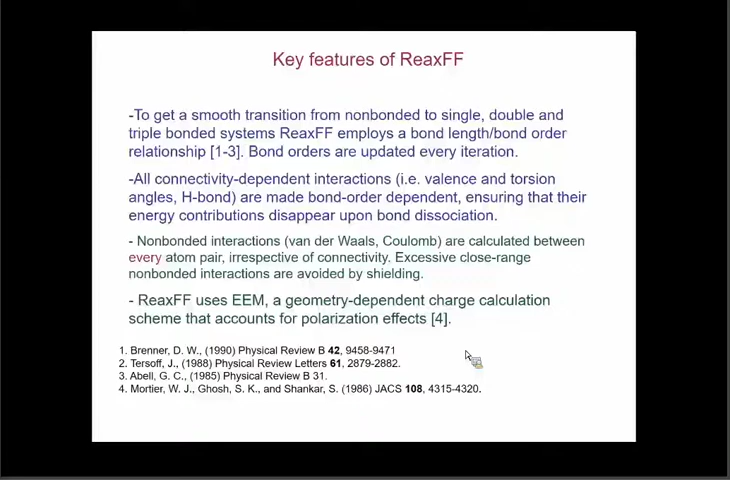 Key features of ReaxFF
-To get a smooth transition from nonbonded to single, double and
triple bonded systems ReaxFF employs a bond length/bond order
relationship [1-3]. Bond orders are updated every iteration.
-All connectivity-dependent interactions (i.e. valence and torsion
angles, H-bond) are made bond-order dependent, ensuring that their
energy contributions disappear upon bond dissociation.
- Nonbonded interactions (van der Waals, Coulomb) are calculated between
every atom pair, irrespective of connectivity. Excessive close-range
nonbonded interactions are avoided by shielding.
- ReaxFF uses EEM, a geometry-dependent charge calculation
scheme that accounts for polarization effects [4].
1. Brenner, D. W., (1990) Physical Review B 42, 9458-9471
2. Tersoff, J., (1988) Physical Review Letters 61, 2879-2882.
3. Abell, G. C., (1985) Physical Review B 31.
4. Mortier, W. J., Ghosh, S. K., and Shankar, S. (1986) JACS 108, 4315-4320.